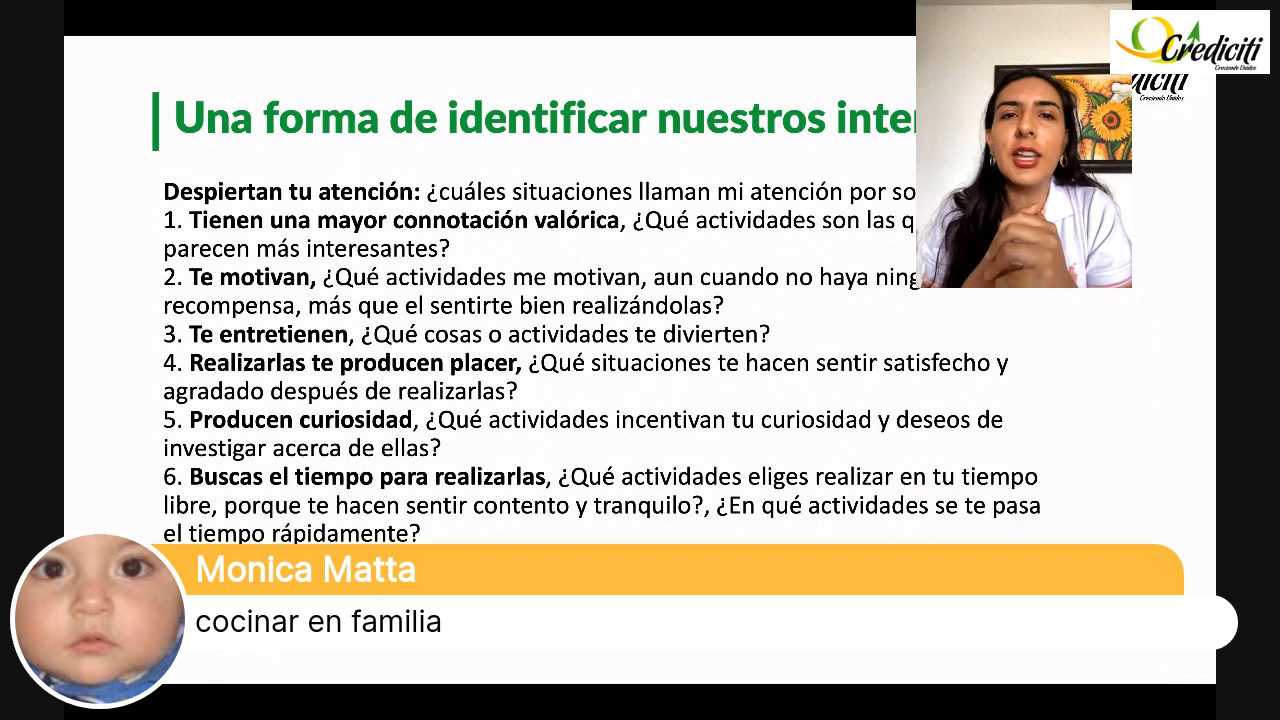 Crediciti
Creciendo Unidos
Creciendo Unidos
Una forma de identificar nuestros
Despiertan tu atención: ¿cuáles situaciones llaman mi atención por
1. Tienen una mayor connotación valórica, ¿Qué actividades son las
parecen más interesantes?
2. Te motivan, ¿Qué actividades me motivan, aun cuando no haya
recompensa, más que el sentirte bien realizándolas?
3. Te entretienen, ¿Qué cosas o actividades te divierten?
4. Realizarlas te producen placer, ¿Qué situaciones te hacen sentir satisfecho y
agradado después de realizarlas?
5. Producen curiosidad, ¿Qué actividades incentivan tu curiosidad y deseos de
investigar acerca de ellas?
6. Buscas el tiempo para realizarlas, ¿Qué actividades eliges realizar en tu tiempo
libre, porque te hacen sentir contento y tranquilo?, ¿En qué actividades se te pasa
el tiempo rápidamente?
Monica Matta
cocinar en familia